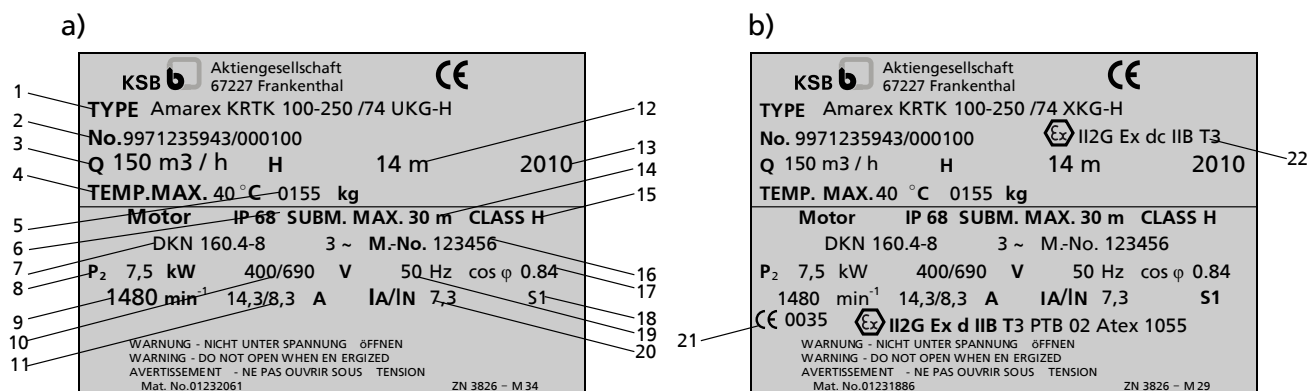 a)
KSB b Aktiengesellschaft
67227 Frankenthal
CE
TYPE Amarex KRTK 100-250 /74 UKG-H
No. 9971235943/000100
Q 150 m3 / h H 14 m 2010
TEMP.MAX. 40 °C 0155 kg
Motor IP 68 SUBM. MAX. 30 m CLASS H
DKN 160.4-8 3 ~ M.-No. 123456
P₂ 7,5 kW 400/690 V 50 Hz cos φ 0.84
1480 min⁻¹ 14,3/8,3 A IA/IN 7,3 S1
WARNUNG - NICHT UNTER SPANNUNG öFFNEN
WARNING - DO NOT OPEN WHEN EN ERGIZED
AVERTISSEMENT - NE PAS OUVRIR SOUS TENSION
Mat. No.01232061 ZN 3826 – M 34
1
2
3
4
5
6
7
8
9
10
11
12
13
14
15
16
17
18
19
20
b)
KSB b Aktiengesellschaft
67227 Frankenthal
CE
TYPE Amarex KRTK 100-250 /74 XKG-H
No. 9971235943/000100 Ex II2G Ex dc IIB T3
Q 150 m3 / h H 14 m 2010
TEMP. MAX. 40 °C 0155 kg
Motor IP 68 SUBM. MAX. 30 m CLASS H
DKN 160.4-8 3 ~ M.-No. 123456
P₂ 7,5 kW 400/690 V 50 Hz cos φ 0.84
1480 min⁻¹ 14,3/8,3 A IA/IN 7,3 S1
CE 0035 Ex II2G Ex d IIB T3 PTB 02 Atex 1055
WARNUNG - NICHT UNTER SPANNUNG öFFNEN
WARNING - DO NOT OPEN WHEN EN ERGIZED
AVERTISSEMENT - NE PAS OUVRIR SOUS TENSION
Mat. No.01231886 ZN 3826 – M 29
21
22